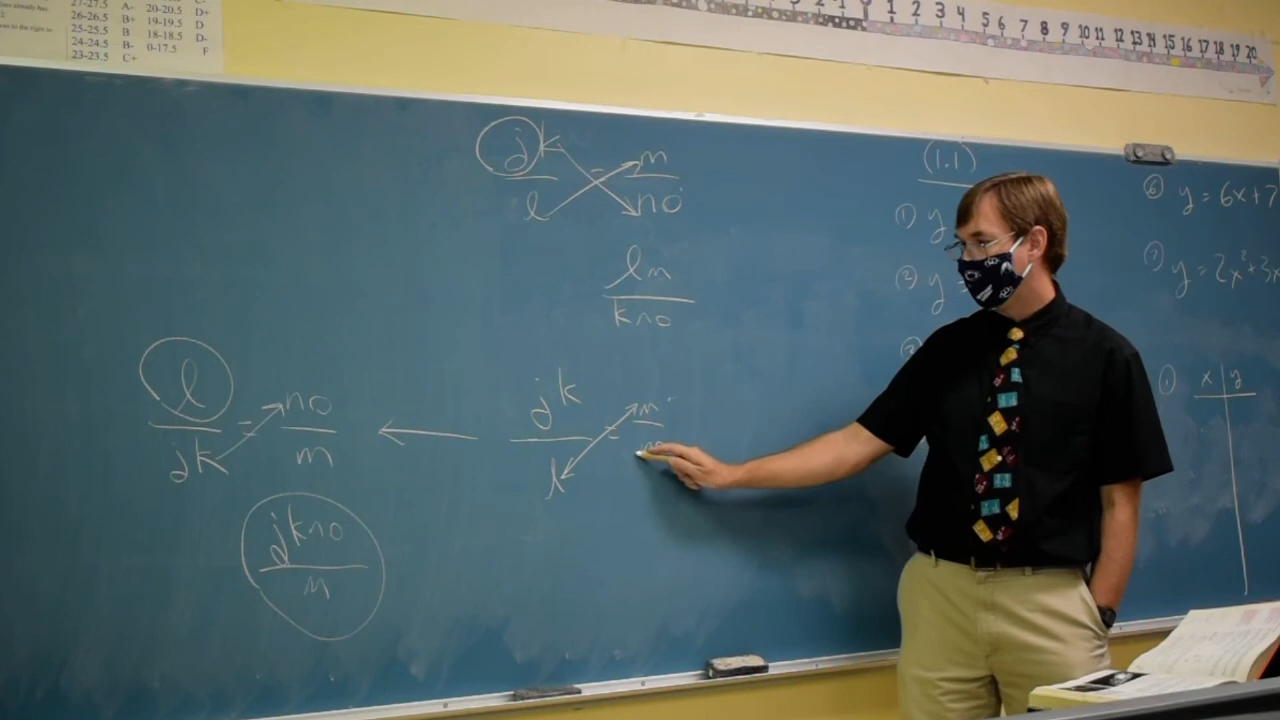 27-27.5 A- 20-20.5 D+
26-26.5 B+ 19-19.5 D
25-25.5 B 18-18.5 D-
24-24.5 B- 0-17.5 F
23-23.5 C+
0 1 2 3 4 5 6 7 8 9 10 11 12 13 14 15 16 17 18 19 20
jk = m
l no
lm
kno
l = no
jk m
jk = m
l
jkno
m
(1.1)
① y
② y =
⑥ y = 6x+7
⑦ y = 2x²+3x
① x y